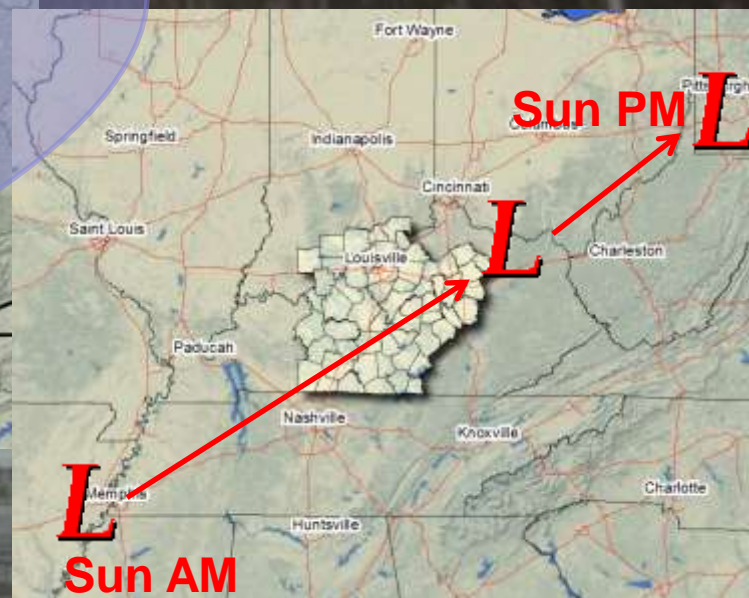 Fort Wayne
Pittsburgh
Sun PM
L
Columbus
Springfield
Indianapolis
Cincinnati
L
Saint Louis
Louisville
Charleston
Paducah
Nashville
Knoxville
L
Memphis
Charlotte
Huntsville
Sun AM